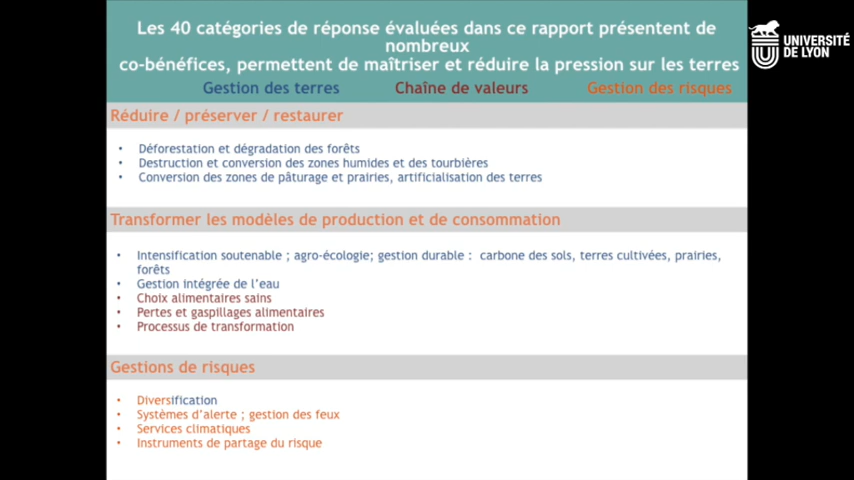 Les 40 catégories de réponse évaluées dans ce rapport présentent de
nombreux
co-bénéfices, permettent de maîtriser et réduire la pression sur les terres
Gestion des terres Chaîne de valeurs Gestion des risques
UNIVERSITÉ
DE LYON
Réduire / préserver / restaurer
• Déforestation et dégradation des forêts
• Destruction et conversion des zones humides et des tourbières
• Conversion des zones de pâturage et prairies, artificialisation des terres
Transformer les modèles de production et de consommation
• Intensification soutenable ; agro-écologie; gestion durable : carbone des sols, terres cultivées, prairies,
forêts
• Gestion intégrée de l'eau
• Choix alimentaires sains
• Pertes et gaspillages alimentaires
• Processus de transformation
Gestions de risques
• Diversification
• Systèmes d'alerte ; gestion des feux
• Services climatiques
• Instruments de partage du risque